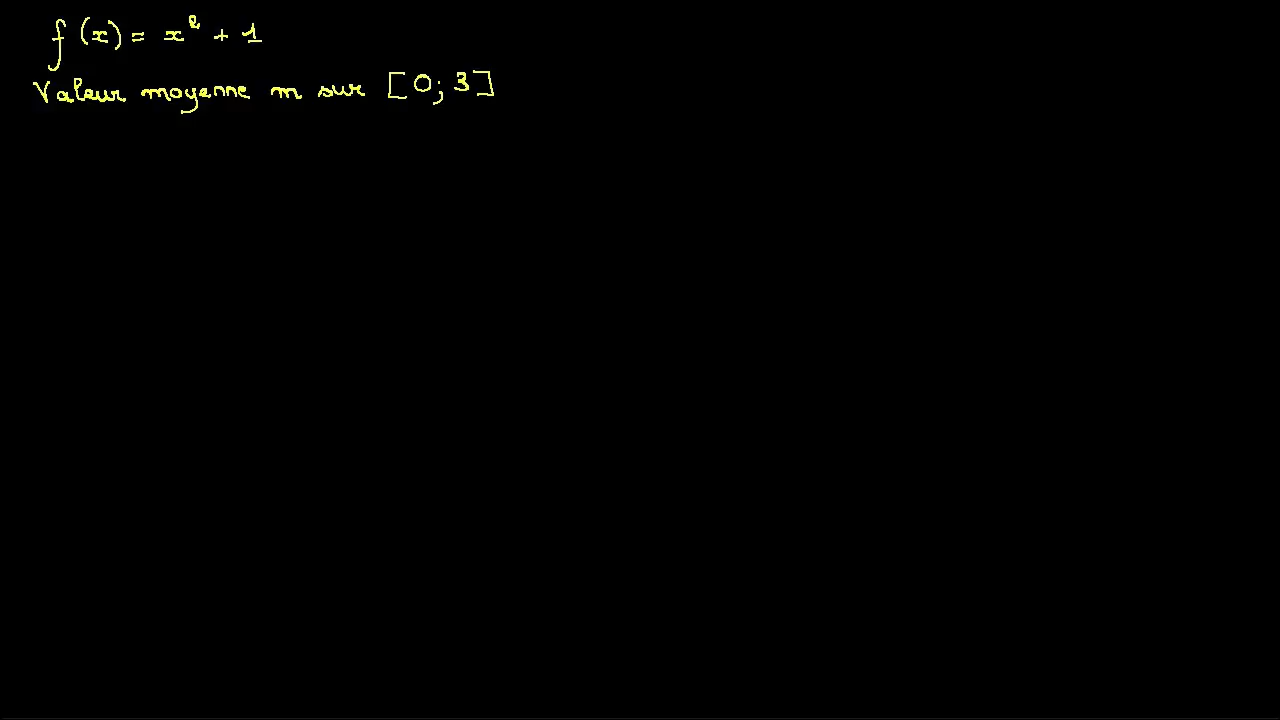 f(x) = x² + 1
Valeur moyenne m sur [0; 3]